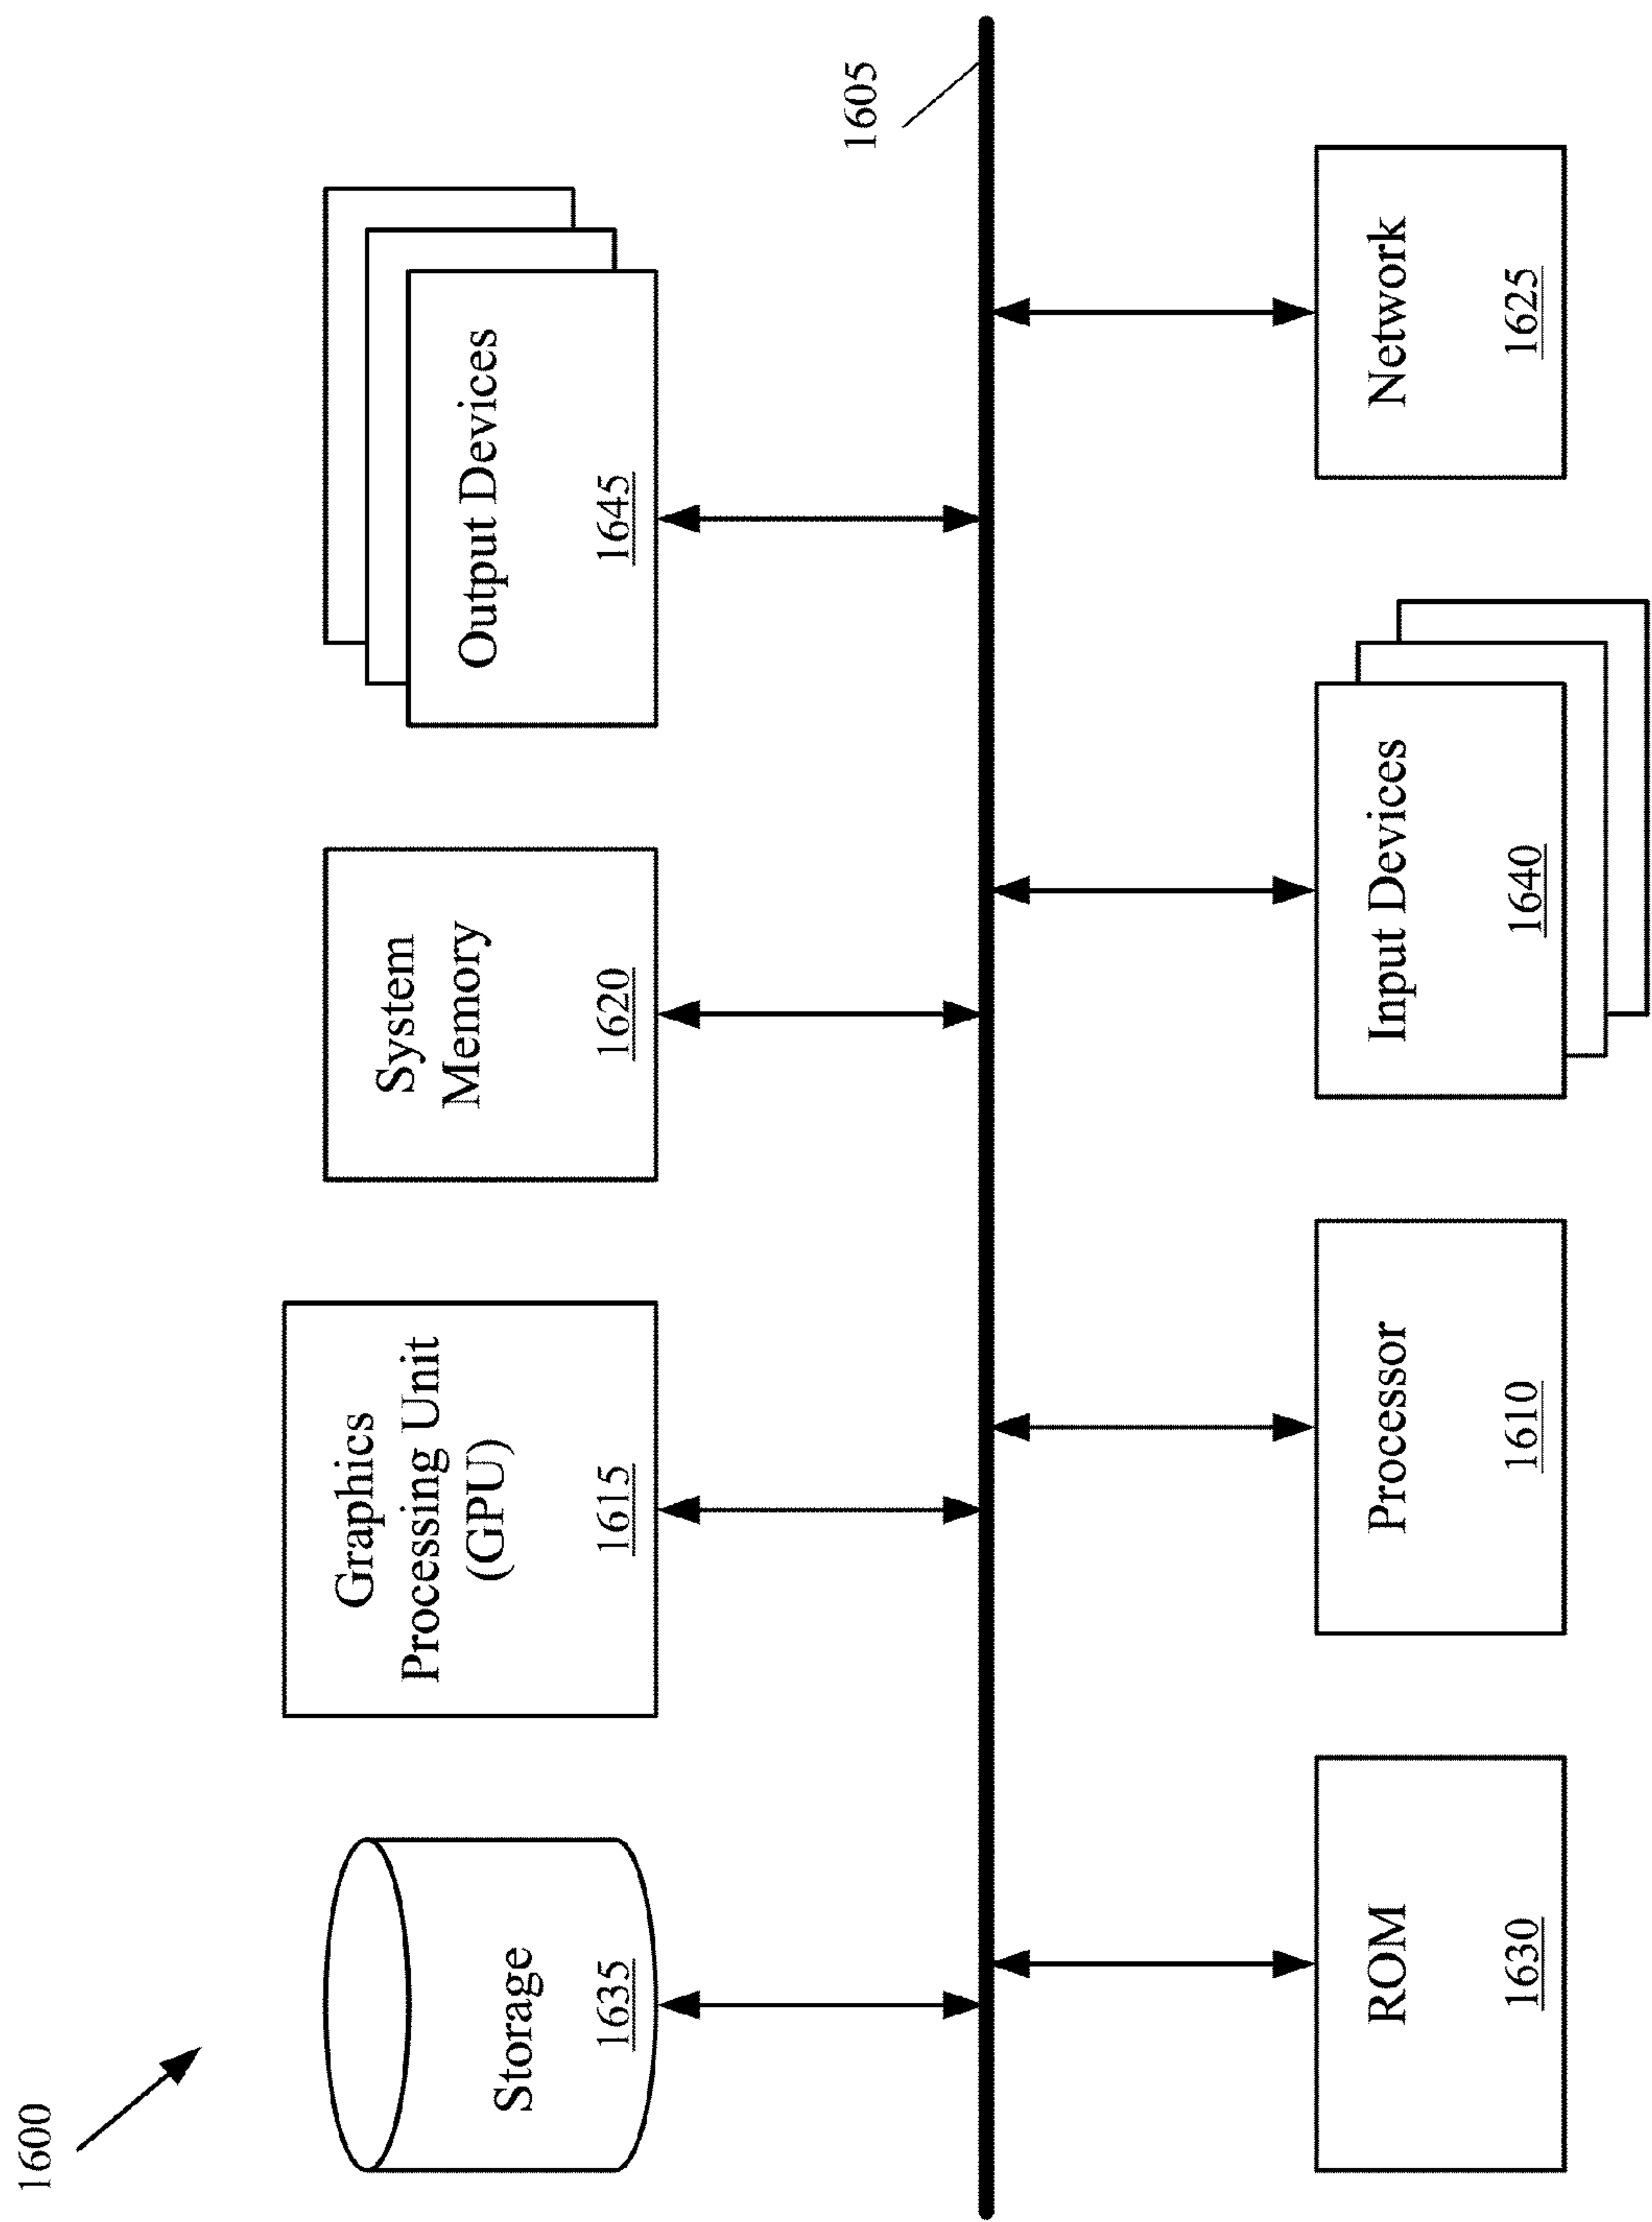 1600
Storage
1635
Graphics
Processing Unit
(GPU)
1615
System
Memory
1620
Output Devices
1645
1605
ROM
1630
Processor
1610
Input Devices
1640
Network
1625